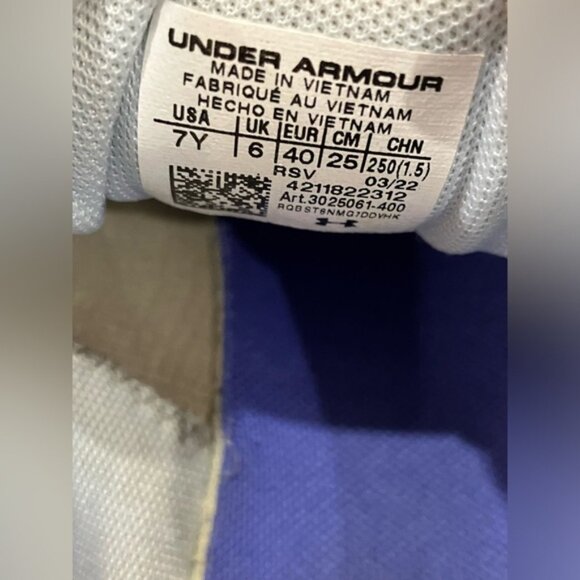 UNDER ARMOUR
MADE IN VIETNAM
FABRIQUÉ AU VIETNAM
HECHO EN VIETNAM
USA UK EUR CM CHN
7Y 6 40 25 250(1.5)
RSV 03/22
4211822312
Art.3025061-400
RQBST6NMQ7DDVHK